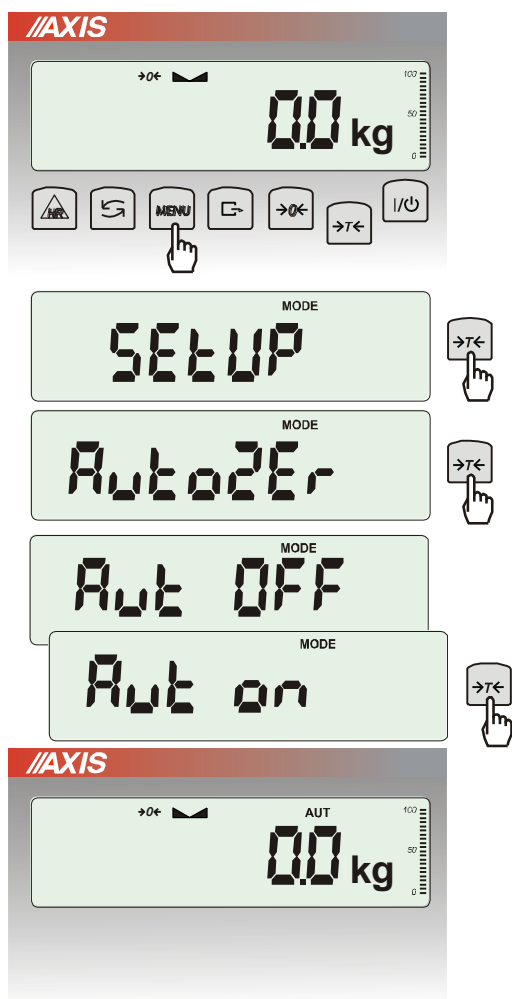 //AXIS
→0← 100
50
0.0 kg
0
HR MENU →0← →T← I/⏻
MODE
SEtUP
→T←
MODE
AutoZEr
→T←
MODE
Aut OFF
MODE
Aut on
→T←
//AXIS
→0← AUT 100
50
0.0 kg
0